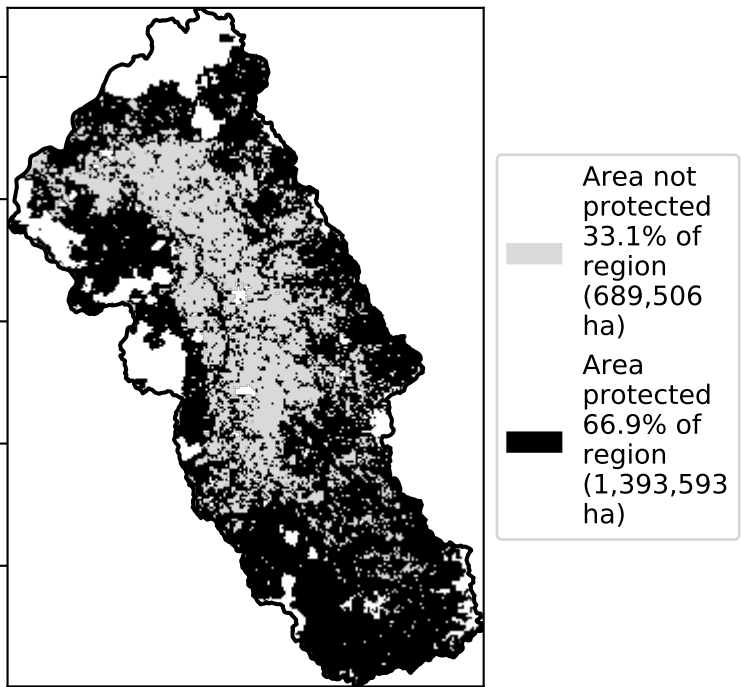 Area not
protected
33.1% of
region
(689,506
ha)
Area
protected
66.9% of
region
(1,393,593
ha)